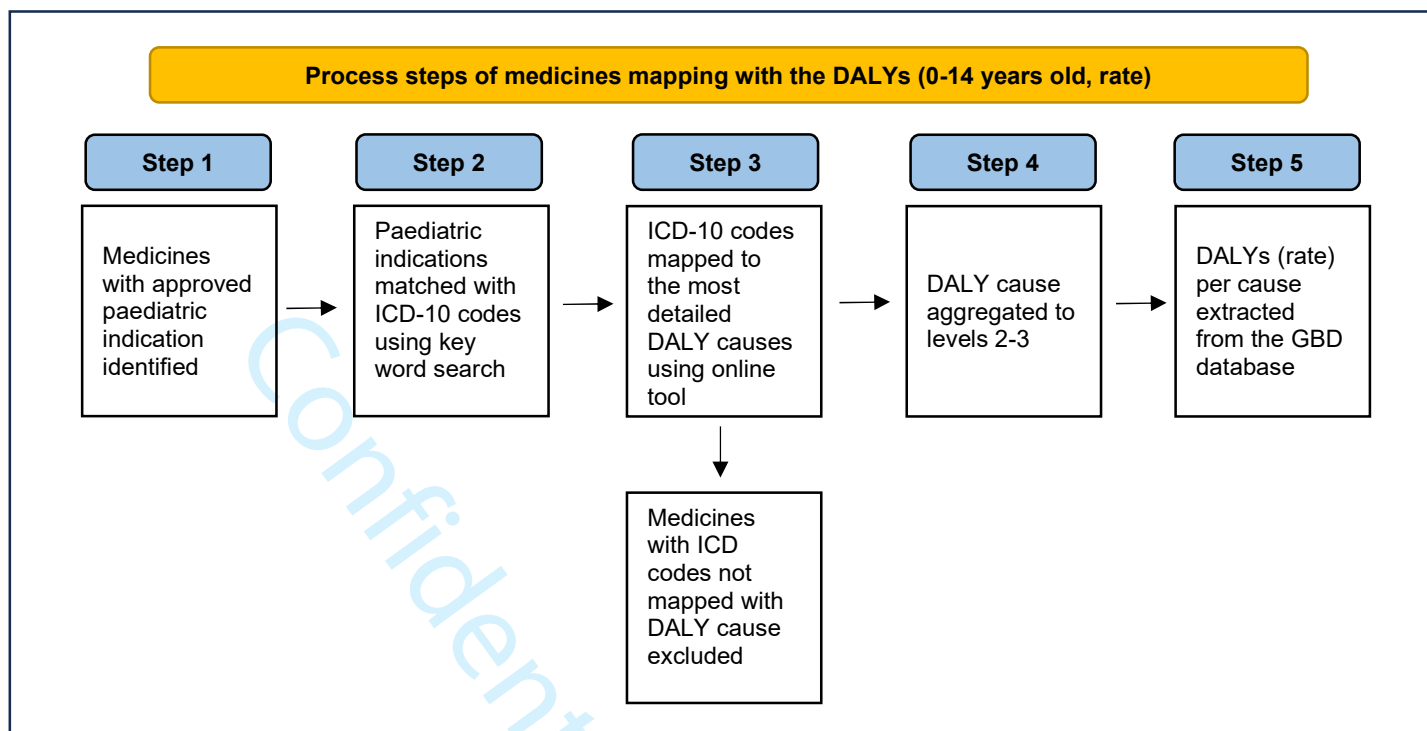 Process steps of medicines mapping with the DALYs (0-14 years old, rate)
Step 1
Step 2
Step 3
Step 4
Step 5
Medicines
with approved
paediatric
indication
identified
Paediatric
indications
matched with
ICD-10 codes
using key
word search
ICD-10 codes
mapped to
the most
detailed
DALY causes
using online
tool
DALY cause
aggregated to
levels 2-3
DALYs (rate)
per cause
extracted
from the GBD
database
Medicines
with ICD
codes not
mapped with
DALY cause
excluded
Confident